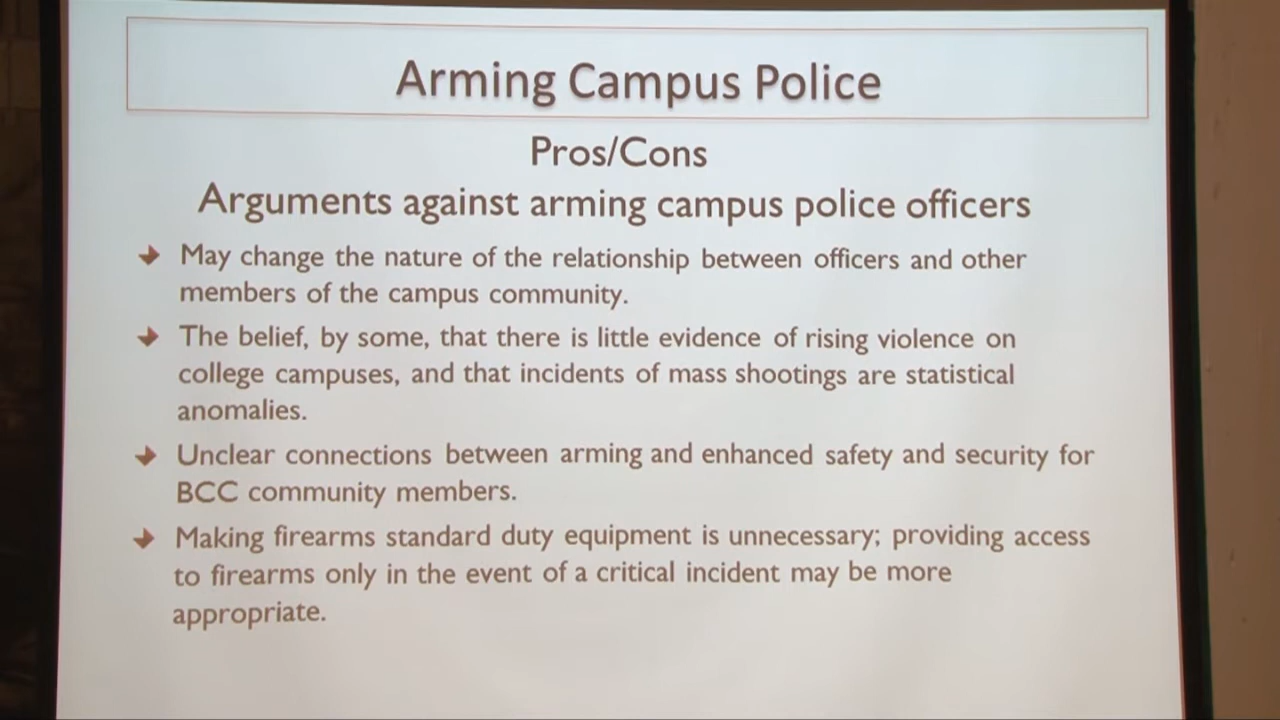 Arming Campus Police
Pros/Cons
Arguments against arming campus police officers
May change the nature of the relationship between officers and other
members of the campus community.
The belief, by some, that there is little evidence of rising violence on
college campuses, and that incidents of mass shootings are statistical
anomalies.
Unclear connections between arming and enhanced safety and security for
BCC community members.
Making firearms standard duty equipment is unnecessary; providing access
to firearms only in the event of a critical incident may be more
appropriate.